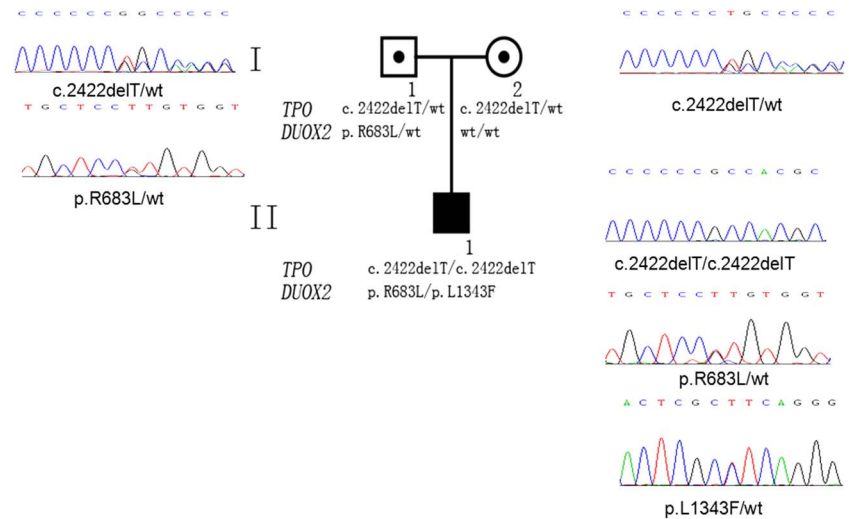 C C C C C C G G C C C C C
c.2422delT/wt
T G C T C C T T G T G G T
p.R683L/wt
I
1
2
TPO c.2422delT/wt c.2422delT/wt
DUOX2 p.R683L/wt wt/wt
II
1
TPO c.2422delT/c.2422delT
DUOX2 p.R683L/p.L1343F
C C C C C C T G C C C C C
c.2422delT/wt
C C C C C C G C C A C G C
c.2422delT/c.2422delT
T G C T C C T T G T G G T
p.R683L/wt
A C T C G C T T C A G G G
p.L1343F/wt